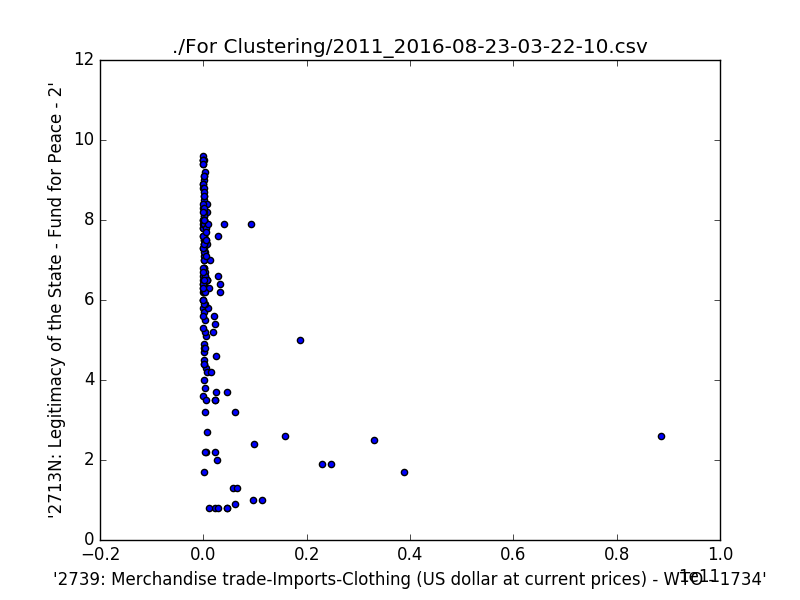 ./For Clustering/2011_2016-08-23-03-22-10.csv
12
10
8
6
4
2
0
'2713N: Legitimacy of the State - Fund for Peace - 2'
−0.2 0.0 0.2 0.4 0.6 0.8 1.0
1e11
'2739: Merchandise trade-Imports-Clothing (US dollar at current prices) - WTO - 1734'